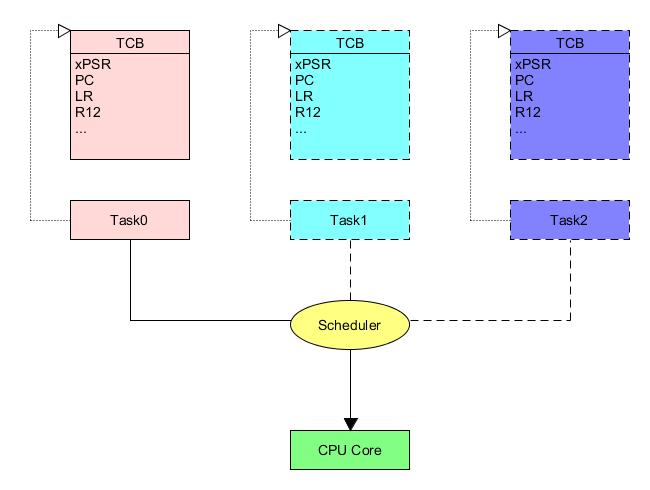 TCB
xPSR
PC
LR
R12
...
TCB
xPSR
PC
LR
R12
...
TCB
xPSR
PC
LR
R12
...
Task0
Task1
Task2
Scheduler
CPU Core